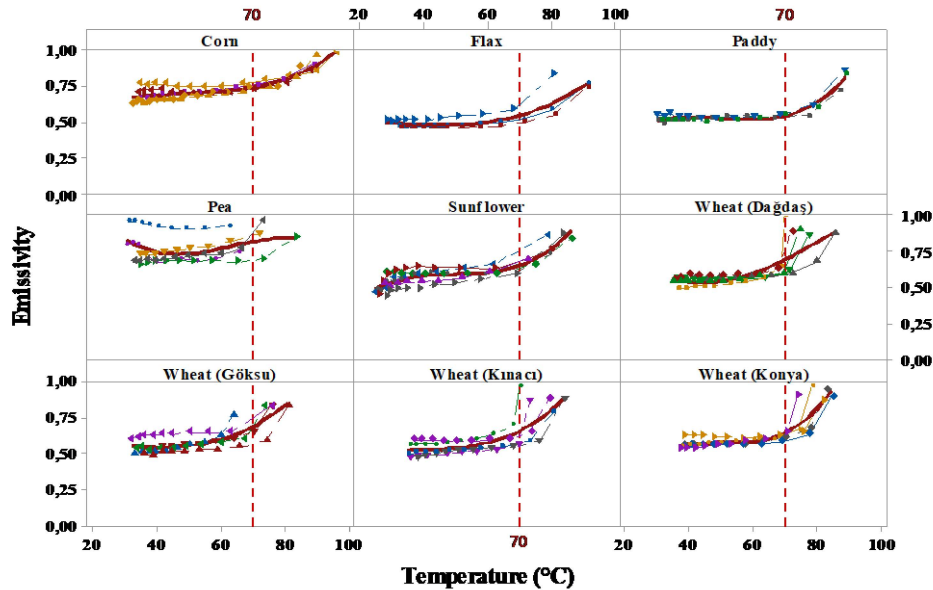 70 20 40 60 80 100 70
Corn Flax Paddy
1,00
0,75
0,50
0,25
0,00
Pea Sunflower Wheat (Dağdaş)
1,00
0,75
0,50
0,25
0,00
Emissivity
Wheat (Göksu) Wheat (Kınacı) Wheat (Konya)
1,00
0,75
0,50
0,25
0,00
70
20 40 60 80 100 20 40 60 80 100
Temperature (°C)